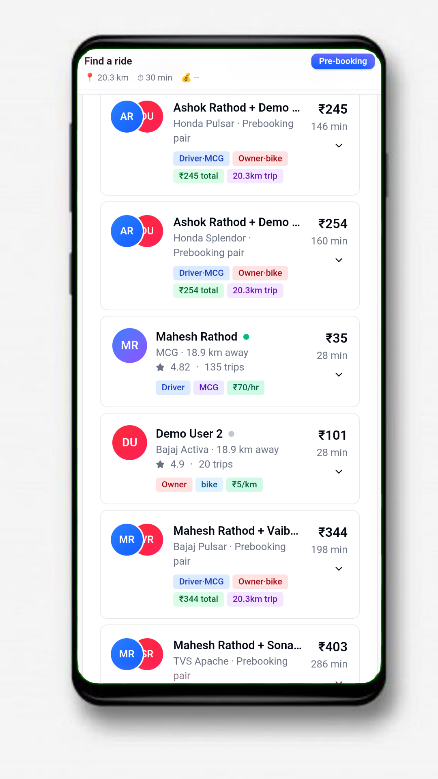 Find a ride
Pre-booking
20.3 km 30 min --
AR DU
Ashok Rathod + Demo ...
₹245
Honda Pulsar · Prebooking pair
146 min
Driver·MCG Owner·bike
₹245 total 20.3km trip
AR DU
Ashok Rathod + Demo ...
₹254
Honda Splendor · Prebooking pair
160 min
Driver·MCG Owner·bike
₹254 total 20.3km trip
MR
Mahesh Rathod
₹35
MCG · 18.9 km away
28 min
4.82 · 135 trips
Driver MCG ₹70/hr
DU
Demo User 2
₹101
Bajaj Activa · 18.9 km away
28 min
4.9 · 20 trips
Owner bike ₹5/km
MR VR
Mahesh Rathod + Vaib...
₹344
Bajaj Pulsar · Prebooking pair
198 min
Driver·MCG Owner·bike
₹344 total 20.3km trip
MR SR
Mahesh Rathod + Sona...
₹403
TVS Apache · Prebooking pair
286 min